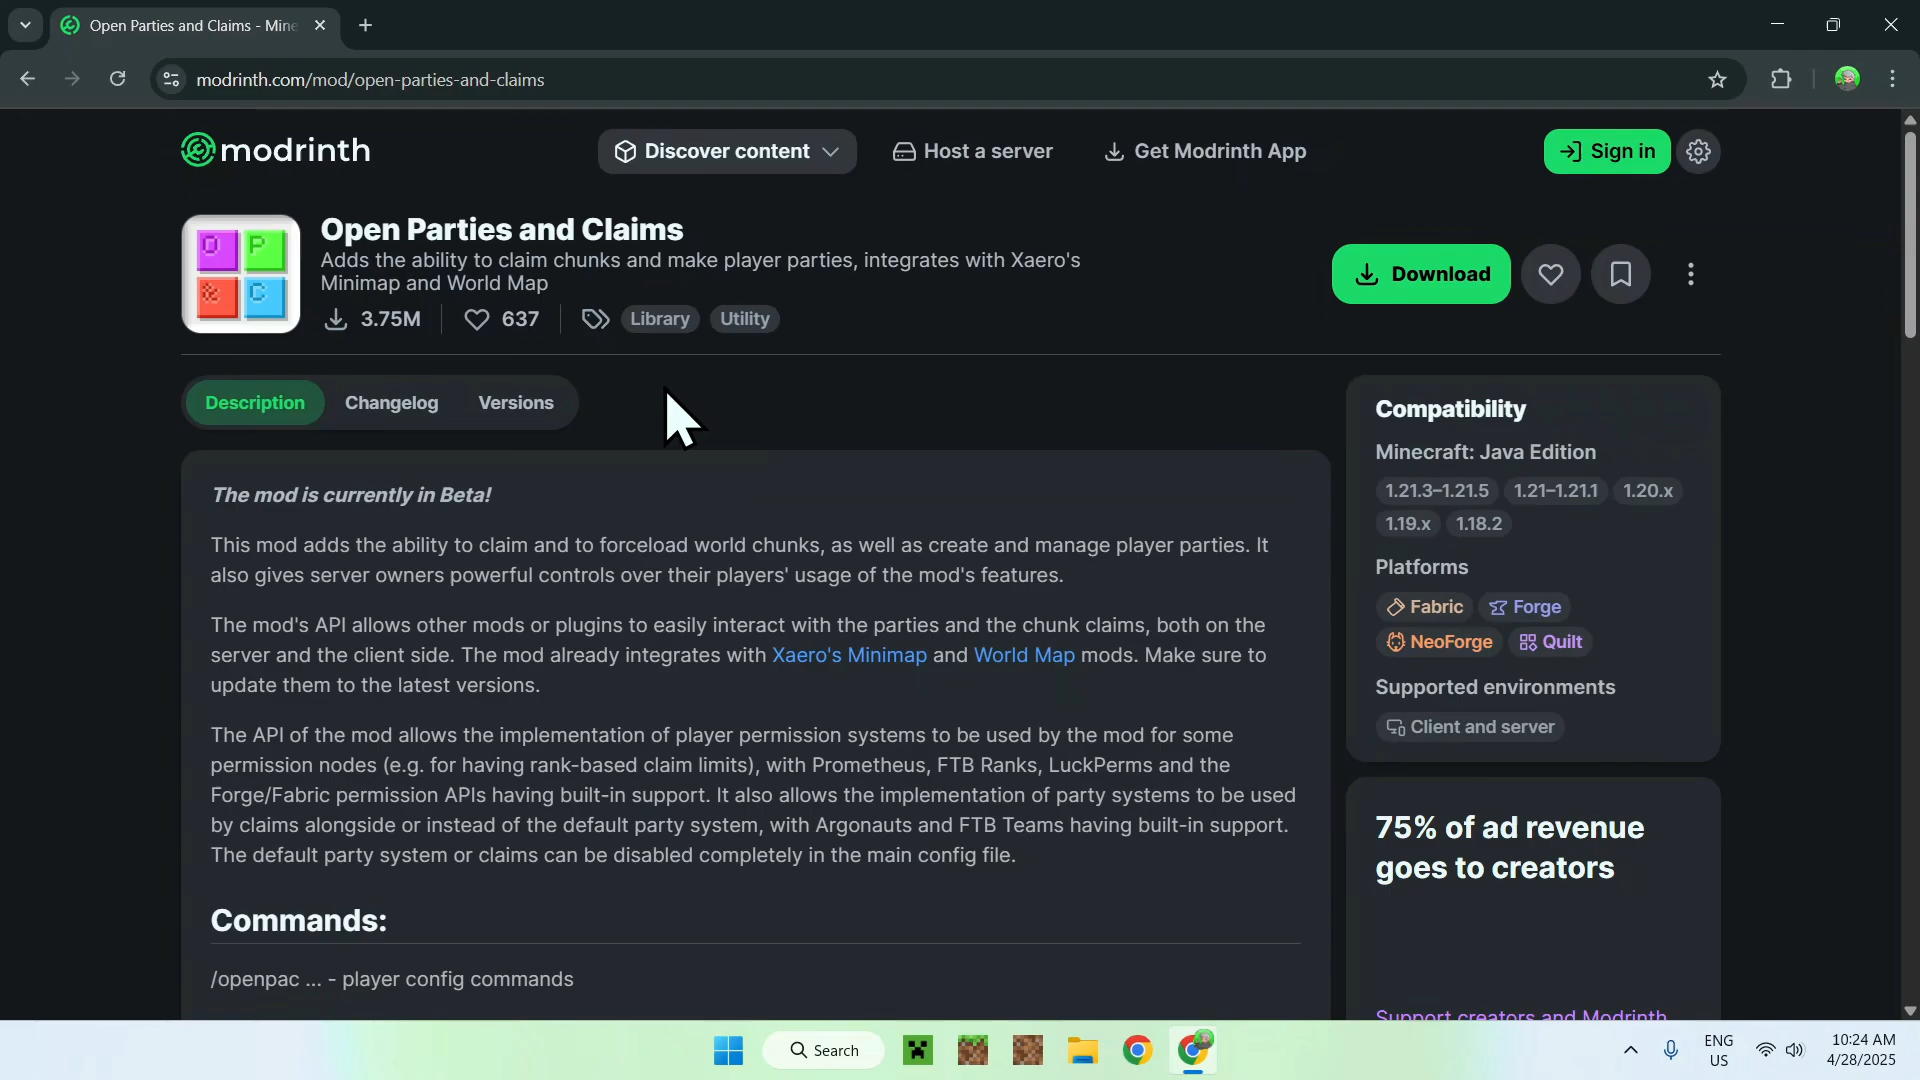 Open Parties and Claims - Mine
modrinth.com/mod/open-parties-and-claims
modrinth
Discover content
Host a server
Get Modrinth App
Sign in
O P
& C
Open Parties and Claims
Adds the ability to claim chunks and make player parties, integrates with Xaero's
Minimap and World Map
3.75M
637
Library
Utility
Download
Description
Changelog
Versions
The mod is currently in Beta!
This mod adds the ability to claim and to forceload world chunks, as well as create and manage player parties. It
also gives server owners powerful controls over their players' usage of the mod's features.
The mod's API allows other mods or plugins to easily interact with the parties and the chunk claims, both on the
server and the client side. The mod already integrates with Xaero's Minimap and World Map mods. Make sure to
update them to the latest versions.
The API of the mod allows the implementation of player permission systems to be used by the mod for some
permission nodes (e.g. for having rank-based claim limits), with Prometheus, FTB Ranks, LuckPerms and the
Forge/Fabric permission APIs having built-in support. It also allows the implementation of party systems to be used
by claims alongside or instead of the default party system, with Argonauts and FTB Teams having built-in support.
The default party system or claims can be disabled completely in the main config file.
Commands:
/openpac ... - player config commands
Compatibility
Minecraft: Java Edition
1.21.3–1.21.5 1.21–1.21.1 1.20.x
1.19.x 1.18.2
Platforms
Fabric Forge
NeoForge Quilt
Supported environments
Client and server
75% of ad revenue
goes to creators
Support creators and Modrinth
Search
ENG
US
10:24 AM
4/28/2025